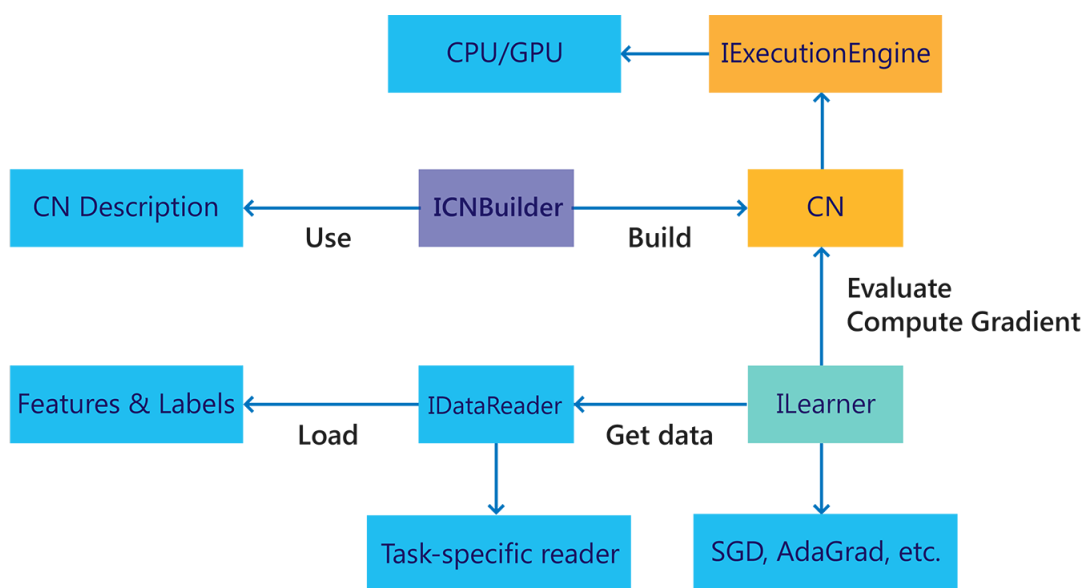 CPU/GPU
IExecutionEngine
CN Description
ICNBuilder
CN
Use
Build
Evaluate
Compute Gradient
Features & Labels
IDataReader
ILearner
Load
Get data
Task-specific reader
SGD, AdaGrad, etc.